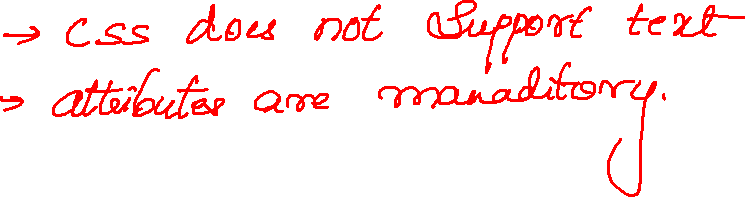 → CSS does not Support text
→ attributes are manaditory.